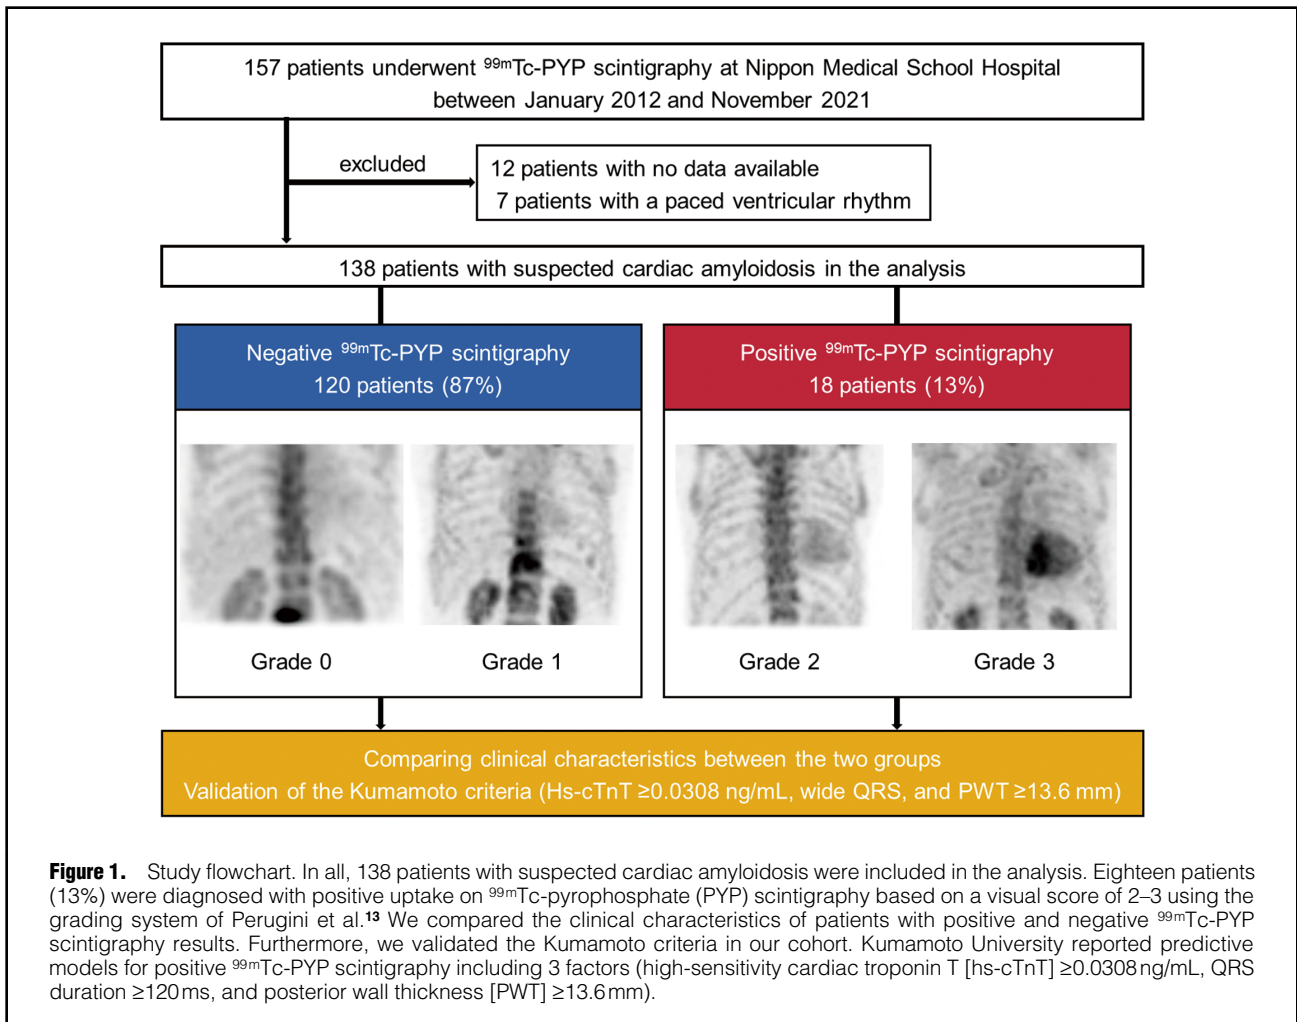 157 patients underwent ⁹⁹ᵐTc-PYP scintigraphy at Nippon Medical School Hospital
between January 2012 and November 2021
excluded
12 patients with no data available
7 patients with a paced ventricular rhythm
138 patients with suspected cardiac amyloidosis in the analysis
Negative ⁹⁹ᵐTc-PYP scintigraphy
120 patients (87%)
Positive ⁹⁹ᵐTc-PYP scintigraphy
18 patients (13%)
Grade 0
Grade 1
Grade 2
Grade 3
Comparing clinical characteristics between the two groups
Validation of the Kumamoto criteria (Hs-cTnT ≥0.0308 ng/mL, wide QRS, and PWT ≥13.6 mm)
Figure 1. Study flowchart. In all, 138 patients with suspected cardiac amyloidosis were included in the analysis. Eighteen patients
(13%) were diagnosed with positive uptake on ⁹⁹ᵐTc-pyrophosphate (PYP) scintigraphy based on a visual score of 2–3 using the
grading system of Perugini et al.¹³ We compared the clinical characteristics of patients with positive and negative ⁹⁹ᵐTc-PYP
scintigraphy results. Furthermore, we validated the Kumamoto criteria in our cohort. Kumamoto University reported predictive
models for positive ⁹⁹ᵐTc-PYP scintigraphy including 3 factors (high-sensitivity cardiac troponin T [hs-cTnT] ≥0.0308 ng/mL, QRS
duration ≥120 ms, and posterior wall thickness [PWT] ≥13.6 mm).